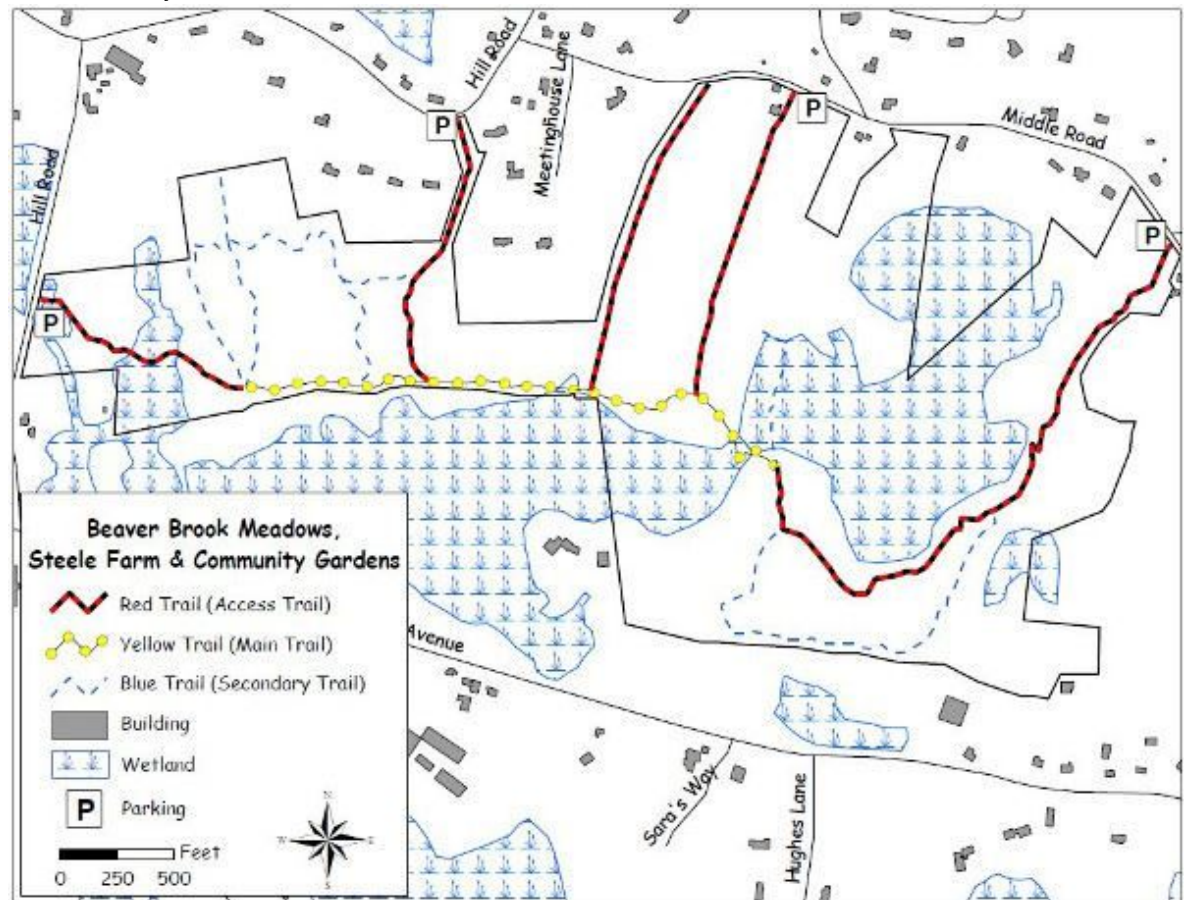 Hill Road
Meetinghouse Lane
P
P
Middle Road
Hill Road
P
P
Beaver Brook Meadows,
Steele Farm & Community Gardens
Red Trail (Access Trail)
Yellow Trail (Main Trail)
Blue Trail (Secondary Trail)
Building
Wetland
P Parking
Feet
0 250 500
N
W E
S
Avenue
Sara's Way
Hughes Lane